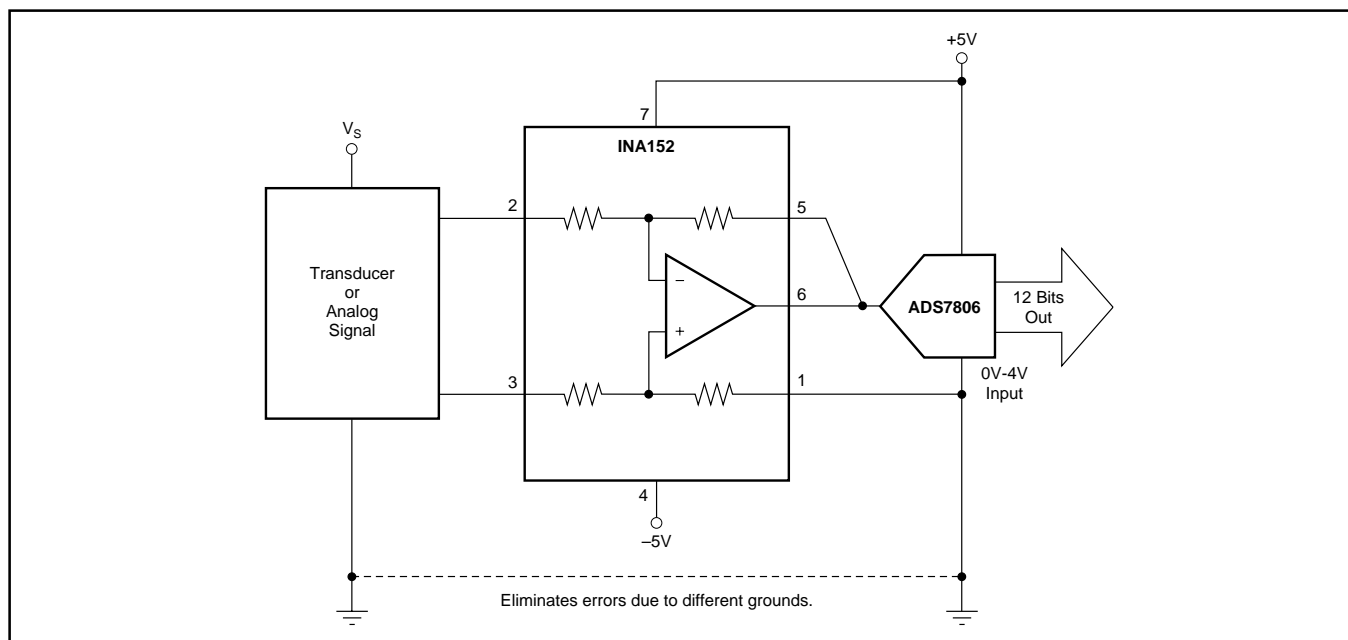 +5V
7
V_S
INA152
2
5
Transducer
or
Analog
Signal
−
6
+
ADS7806
12 Bits
Out
3
1
0V-4V
Input
4
–5V
Eliminates errors due to different grounds.